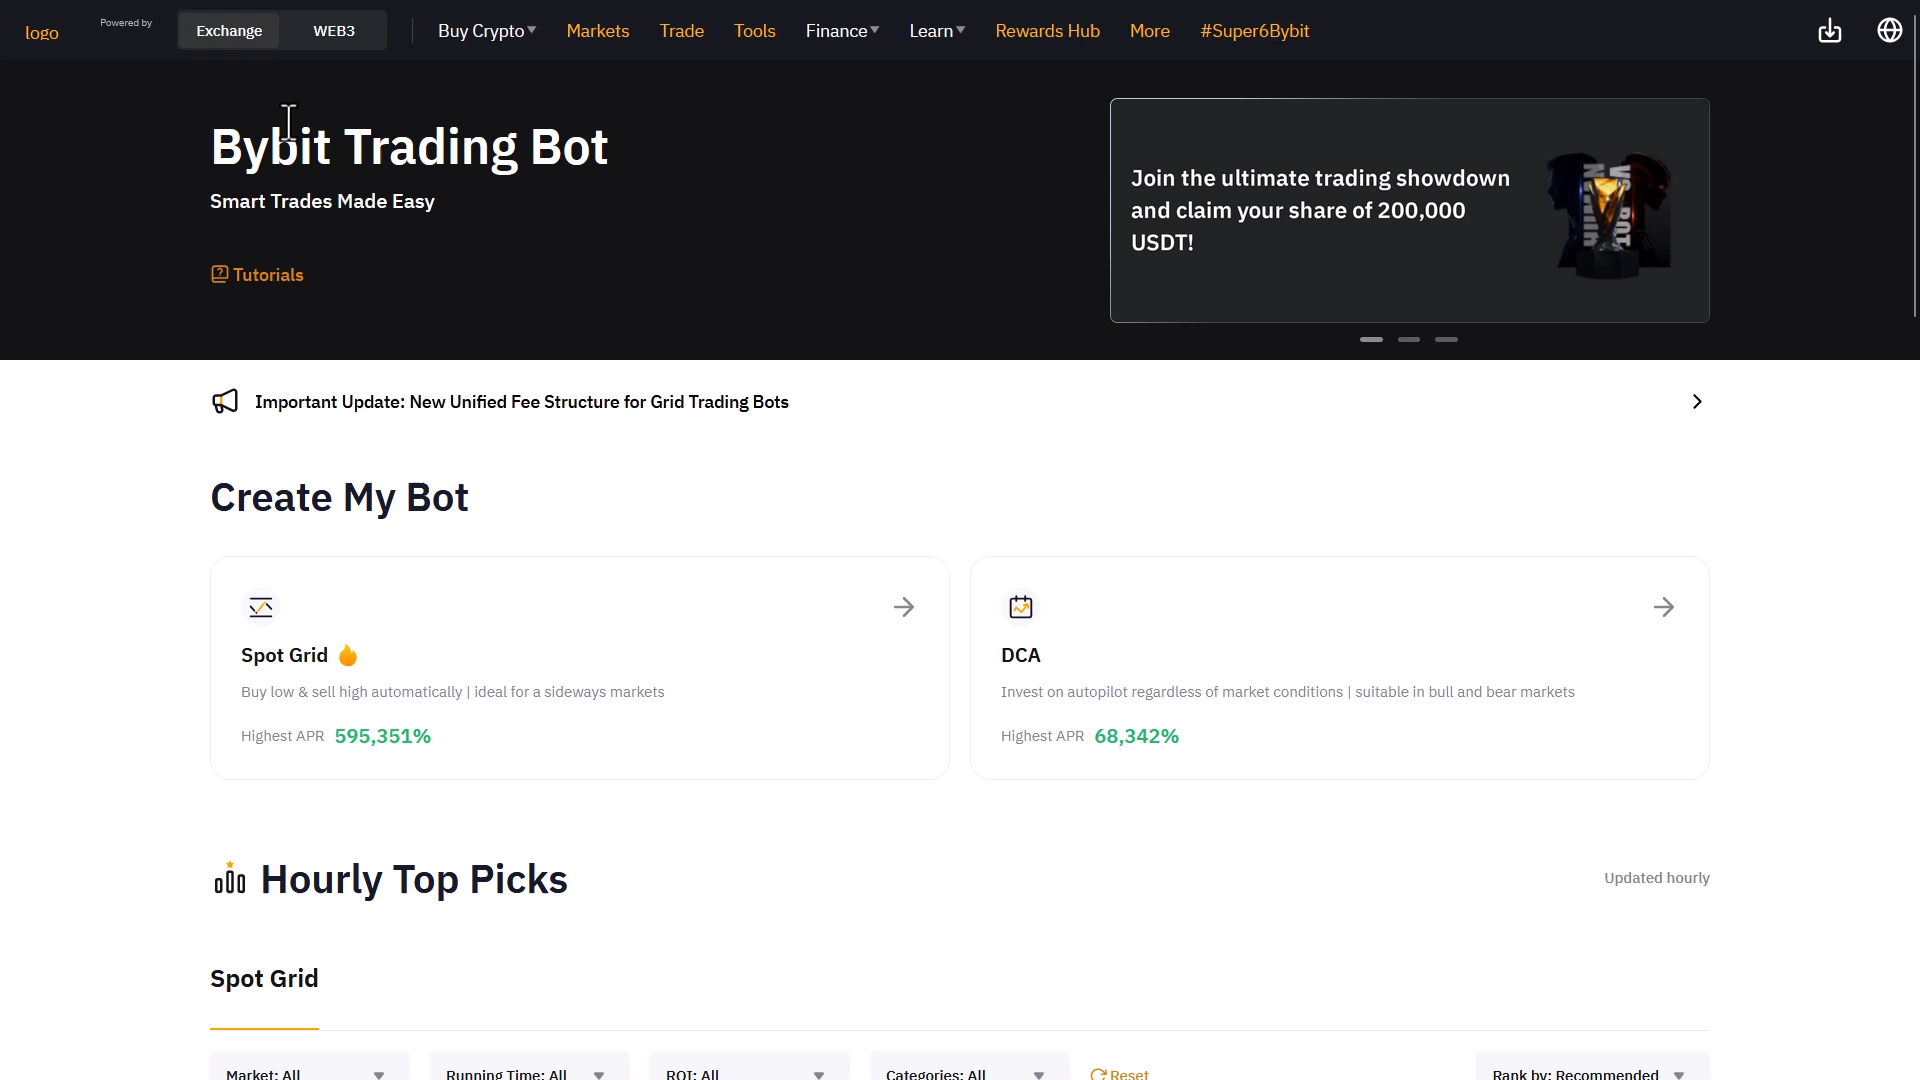 logo
Powered by
Exchange
WEB3
Buy Crypto
Markets
Trade
Tools
Finance
Learn
Rewards Hub
More
#Super6Bybit
Bybit Trading Bot
Smart Trades Made Easy
Tutorials
Join the ultimate trading showdown
and claim your share of 200,000
USDT!
Important Update: New Unified Fee Structure for Grid Trading Bots
Create My Bot
Spot Grid
Buy low & sell high automatically | ideal for a sideways markets
Highest APR 595,351%
DCA
Invest on autopilot regardless of market conditions | suitable in bull and bear markets
Highest APR 68,342%
Hourly Top Picks
Updated hourly
Spot Grid
Market: All
Running Time: All
ROI: All
Categories: All
Reset
Rank by: Recommended